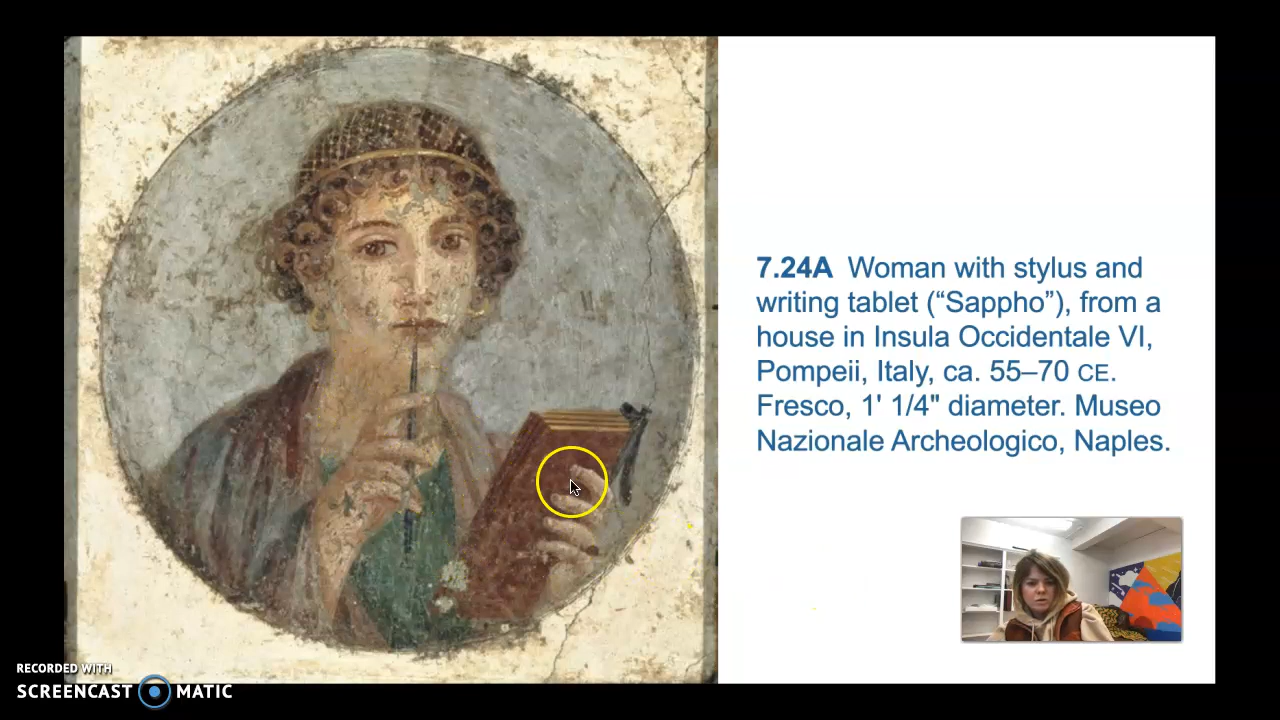 7.24A Woman with stylus and
writing tablet (“Sappho”), from a
house in Insula Occidentale VI,
Pompeii, Italy, ca. 55–70 CE.
Fresco, 1' 1/4" diameter. Museo
Nazionale Archeologico, Naples.
RECORDED WITH
SCREENCAST MATIC